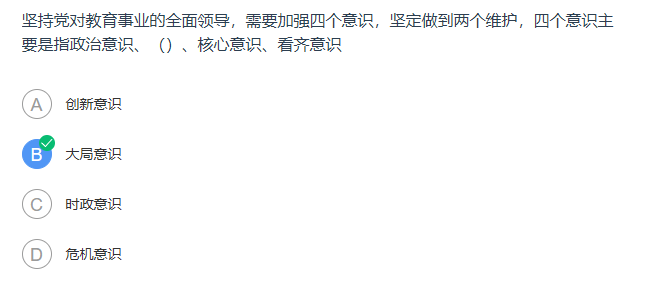 坚持党对教育事业的全面领导，需要加强四个意识，坚定做到两个维护，四个意识主
要是指政治意识、（）、核心意识、看齐意识
A 创新意识
B 大局意识
C 时政意识
D 危机意识